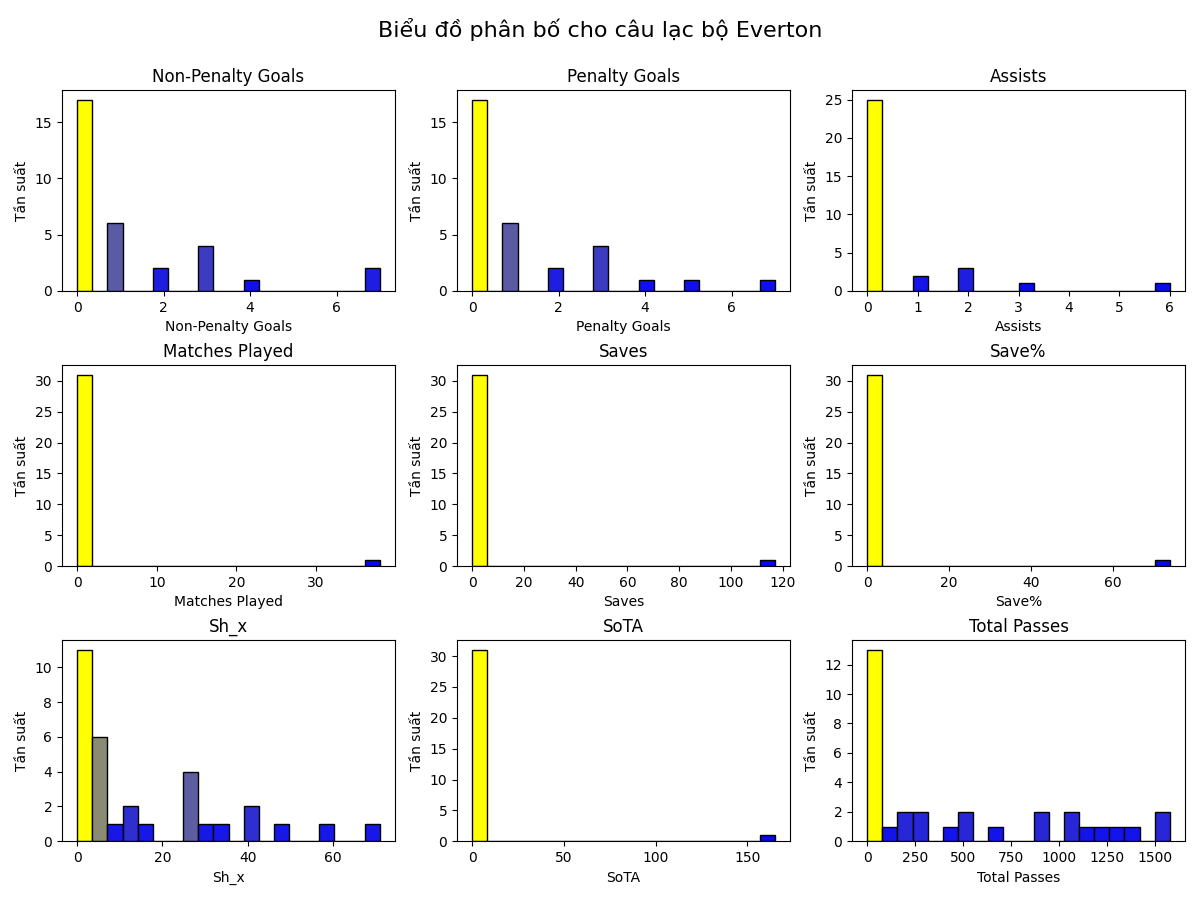 Biểu đồ phân bố cho câu lạc bộ Everton
Non-Penalty Goals
Tần suất
15
10
5
0
0 2 4 6
Non-Penalty Goals
Penalty Goals
Tần suất
15
10
5
0
0 2 4 6
Penalty Goals
Assists
Tần suất
25
20
15
10
5
0
0 1 2 3 4 5 6
Assists
Matches Played
Tần suất
30
25
20
15
10
5
0
0 10 20 30
Matches Played
Saves
Tần suất
30
25
20
15
10
5
0
0 20 40 60 80 100 120
Saves
Save%
Tần suất
30
25
20
15
10
5
0
0 20 40 60
Save%
Sh_x
Tần suất
10
8
6
4
2
0
0 20 40 60
Sh_x
SoTA
Tần suất
30
25
20
15
10
5
0
0 50 100 150
SoTA
Total Passes
Tần suất
12
10
8
6
4
2
0
0 250 500 750 1000 1250 1500
Total Passes